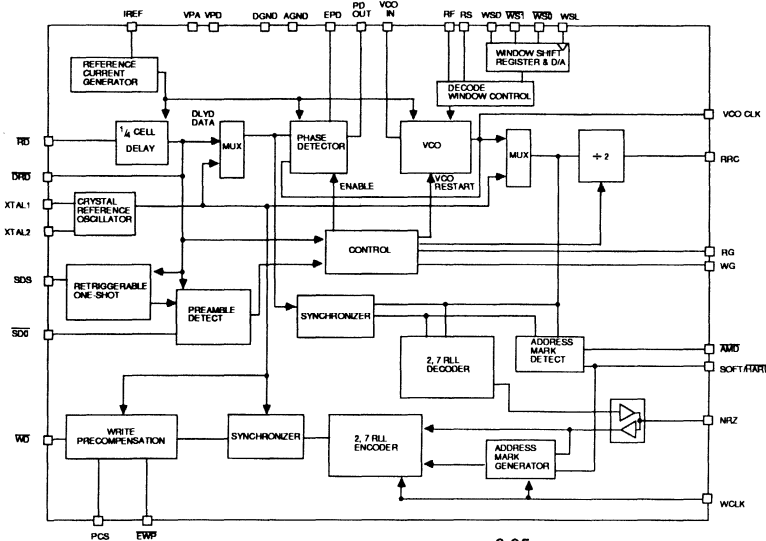 IREF VPA VPD DGND AGND EPD PD OUT VCO IN RF RS WSD WS1 WS0 WSL
REFERENCE
CURRENT
GENERATOR
WINDOW SHIFT
REGISTER & D/A
DECODE
WINDOW CONTROL
VCO CLK
RD
1/4 CELL
DELAY
DLYD
DATA
MUX
PHASE
DETECTOR
VCO
MUX
÷ 2
RRC
DRD
ENABLE
VCO
RESTART
XTAL1
XTAL2
CRYSTAL
REFERENCE
OSCILLATOR
CONTROL
RG
WG
SDS
RETRIGGERABLE
ONE-SHOT
PREAMBLE
DETECT
SYNCHRONIZER
SD0
2, 7 RLL
DECODER
ADDRESS
MARK
DETECT
AMD
SOFT/HARD
WD
WRITE
PRECOMPENSATION
SYNCHRONIZER
2, 7 RLL
ENCODER
ADDRESS
MARK
GENERATOR
NRZ
WCLK
PCS
EWP